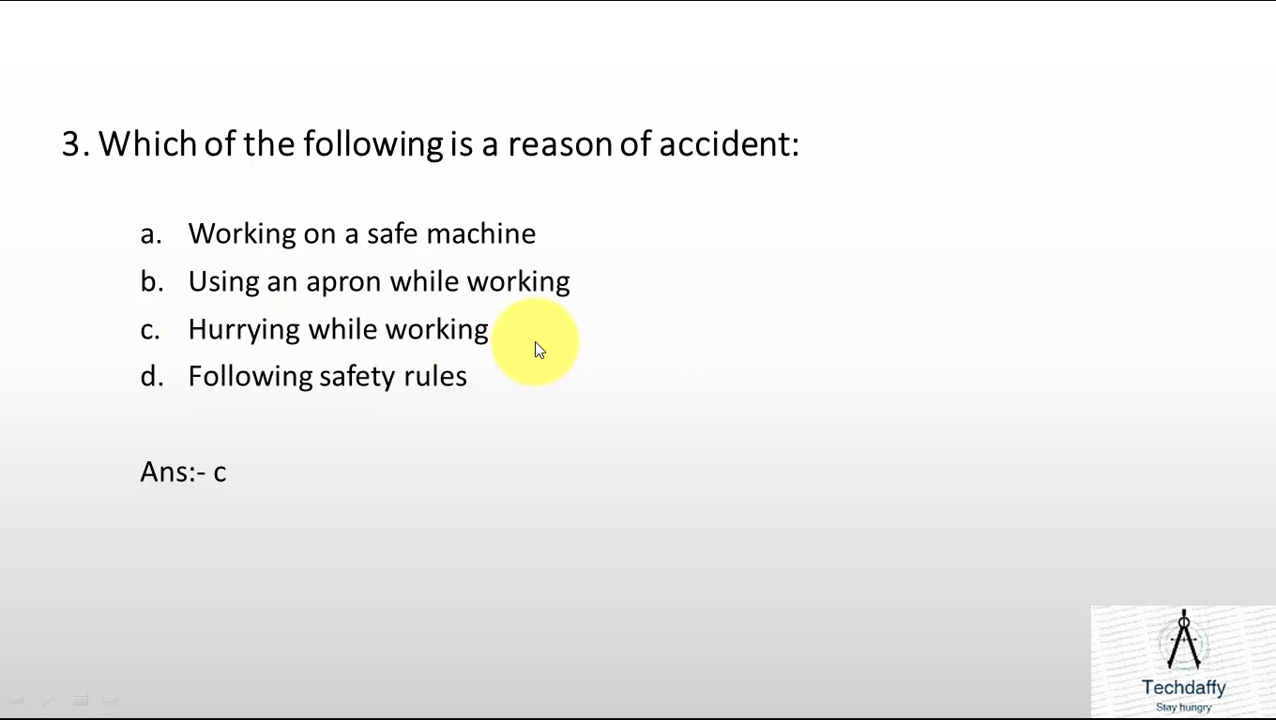 3. Which of the following is a reason of accident:
a. Working on a safe machine
b. Using an apron while working
c. Hurrying while working
d. Following safety rules
Ans:- c
Techdaffy
Stay hungry